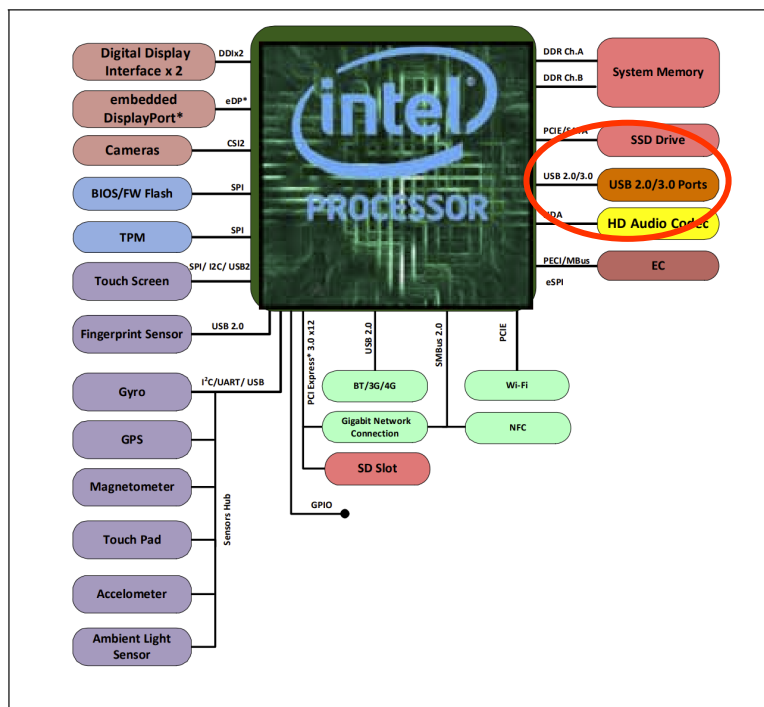 Digital Display
Interface x 2
DDIx2
embedded
DisplayPort*
eDP*
Cameras
CSI2
BIOS/FW Flash
SPI
TPM
SPI
Touch Screen
SPI/ I2C/ USB2
Fingerprint Sensor
USB 2.0
Gyro
I²C/UART/ USB
GPS
Magnetometer
Touch Pad
Accelometer
Ambient Light
Sensor
Sensors Hub
intel®
PROCESSOR
DDR Ch.A
DDR Ch.B
System Memory
SSD Drive
USB 2.0/3.0
USB 2.0/3.0 Ports
HD Audio Codec
PECI/MBus
eSPI
EC
PCI Express* 3.0 x12
USB 2.0
SMBus 2.0
PCIE
BT/3G/4G
Wi-Fi
Gigabit Network
Connection
NFC
SD Slot
GPIO